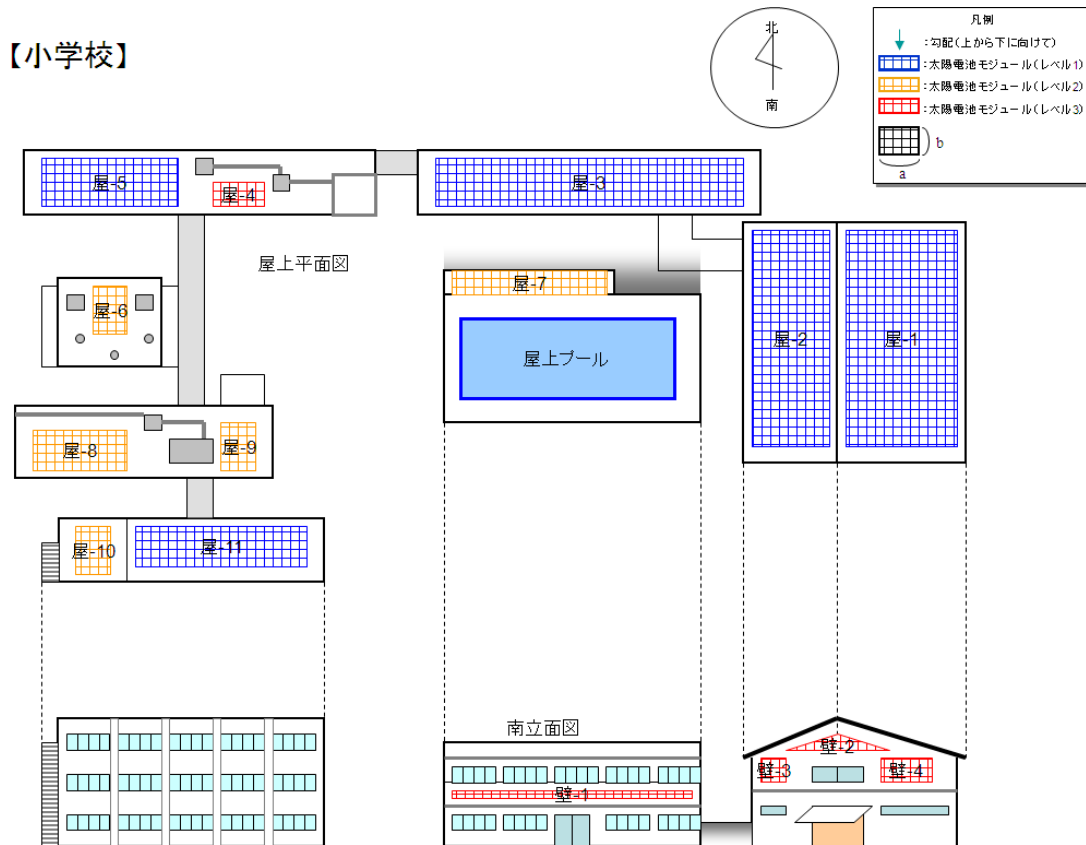 【小学校】
北
南
凡例
:勾配(上から下に向けて)
:太陽電池モジュール(レベル1)
:太陽電池モジュール(レベル2)
:太陽電池モジュール(レベル3)
b
a
屋-5
屋-4
屋-3
屋上平面図
屋-6
屋-7
屋上プール
屋-2
屋-1
屋-8
屋-9
屋-10
屋-11
南立面図
壁-1
壁-2
壁-3
壁-4